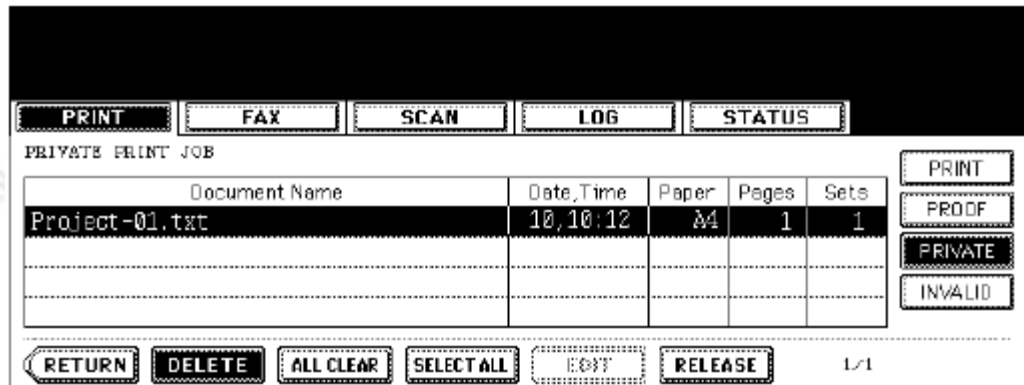 PRINT FAX SCAN LOG STATUS
PRIVATE PRINT JOB
PRINT
Document Name Date,Time Paper Pages Sets
PROOF
Project-01.txt 10,10:12 A4 1 1
PRIVATE
INVALID
RETURN DELETE ALL CLEAR SELECT ALL EDIT RELEASE 1/1